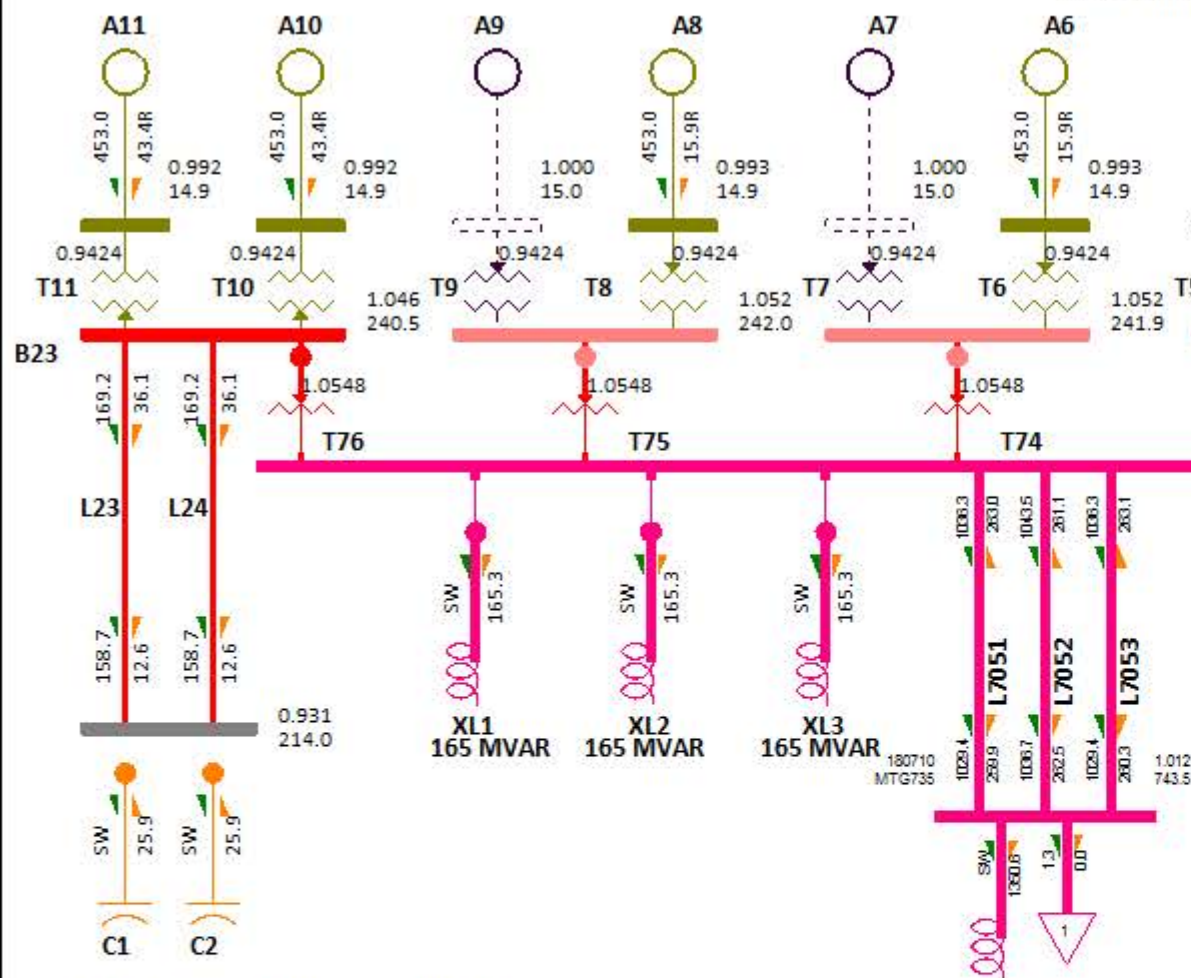 A11 A10 A9 A8 A7 A6
453.0 43.4R 453.0 43.4R 453.0 15.9R 453.0 15.9R
0.992 0.992 1.000 0.993 1.000 0.993
14.9 14.9 15.0 14.9 15.0 14.9
0.9424 0.9424 0.9424 0.9424 0.9424 0.9424
T11 T10 T9 T8 T7 T6
1.046 1.052 1.052
240.5 242.0 241.9
B23
169.2 36.1 169.2 36.1
1.0548 1.0548 1.0548
T76 T75 T74
L23 L24
1036.3 263.0 1043.5 261.1 1036.3 263.1
SW 165.3 SW 165.3 SW 165.3
158.7 12.6 158.7 12.6
L7051 L7052 L7053
0.931
214.0
XL1 XL2 XL3
165 MVAR 165 MVAR 165 MVAR
180710
MTG735
1029.4 259.9 1036.7 262.5 1029.4 260.3
1.012
743.5
SW 25.9 SW 25.9
SW 1350.6 1.3 0.0
1
C1 C2